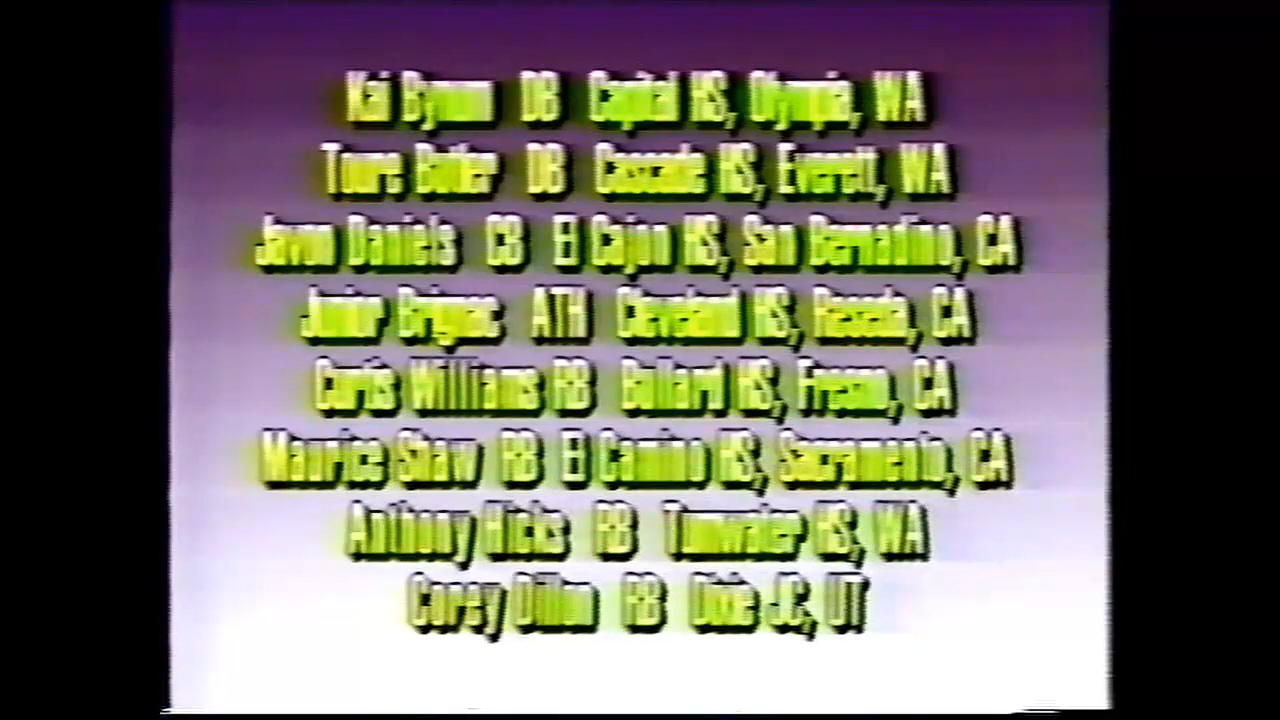 Kai Bynum DB Capital HS, Olympia, WA
Toure Butler DB Cascade HS, Everett, WA
Javon Daniels CB El Cajon HS, San Bernadino, CA
Junior Brignac ATH Cleveland HS, Reseda, CA
Curtis Williams RB Bullard HS, Fresno, CA
Maurice Shaw RB El Camino HS, Sacramento, CA
Anthony Hicks RB Tumwater HS, WA
Corey Dillon RB Dixie JC, UT